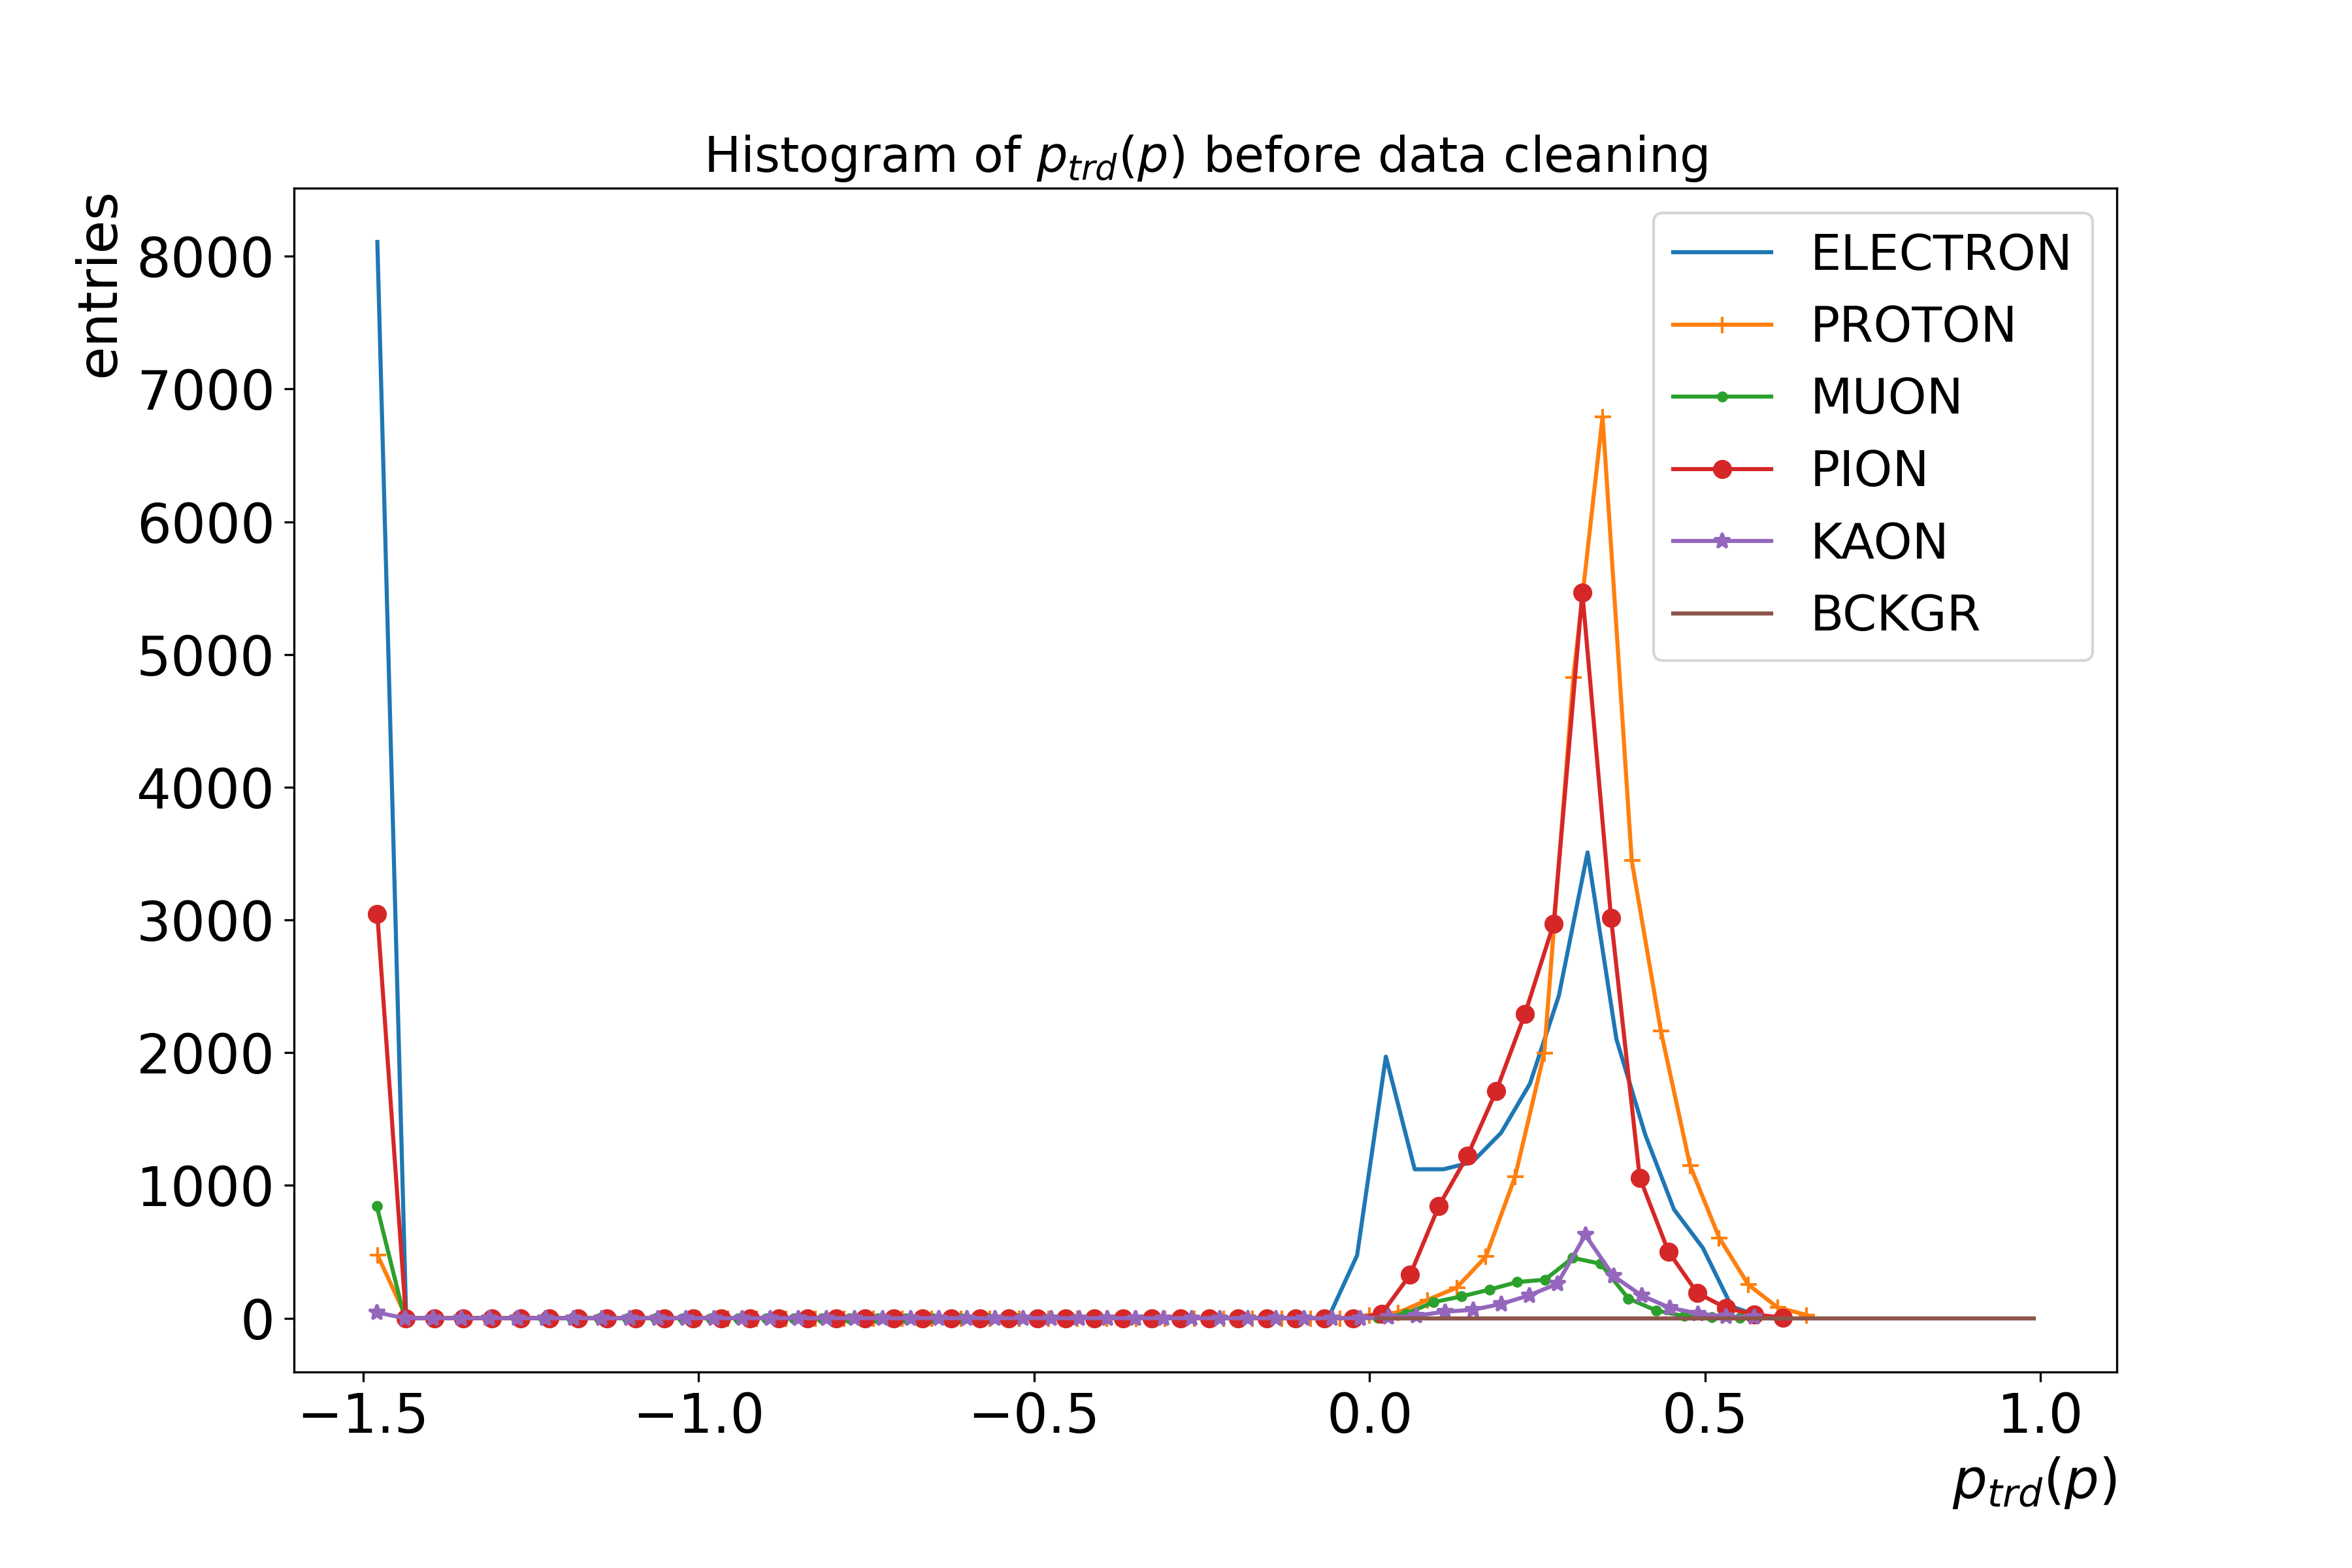 Histogram of p_trd(p) before data cleaning
entries
8000
7000
6000
5000
4000
3000
2000
1000
0
ELECTRON
PROTON
MUON
PION
KAON
BCKGR
−1.5 −1.0 −0.5 0.0 0.5 1.0
p_trd(p)